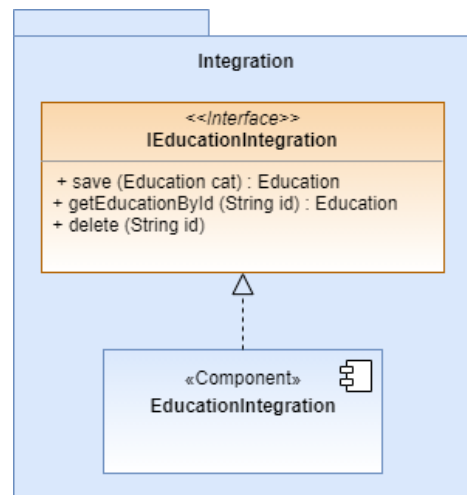 Integration
<<Interface>>
IEducationIntegration
+ save (Education cat) : Education
+ getEducationById (String id) : Education
+ delete (String id)
«Component»
EducationIntegration